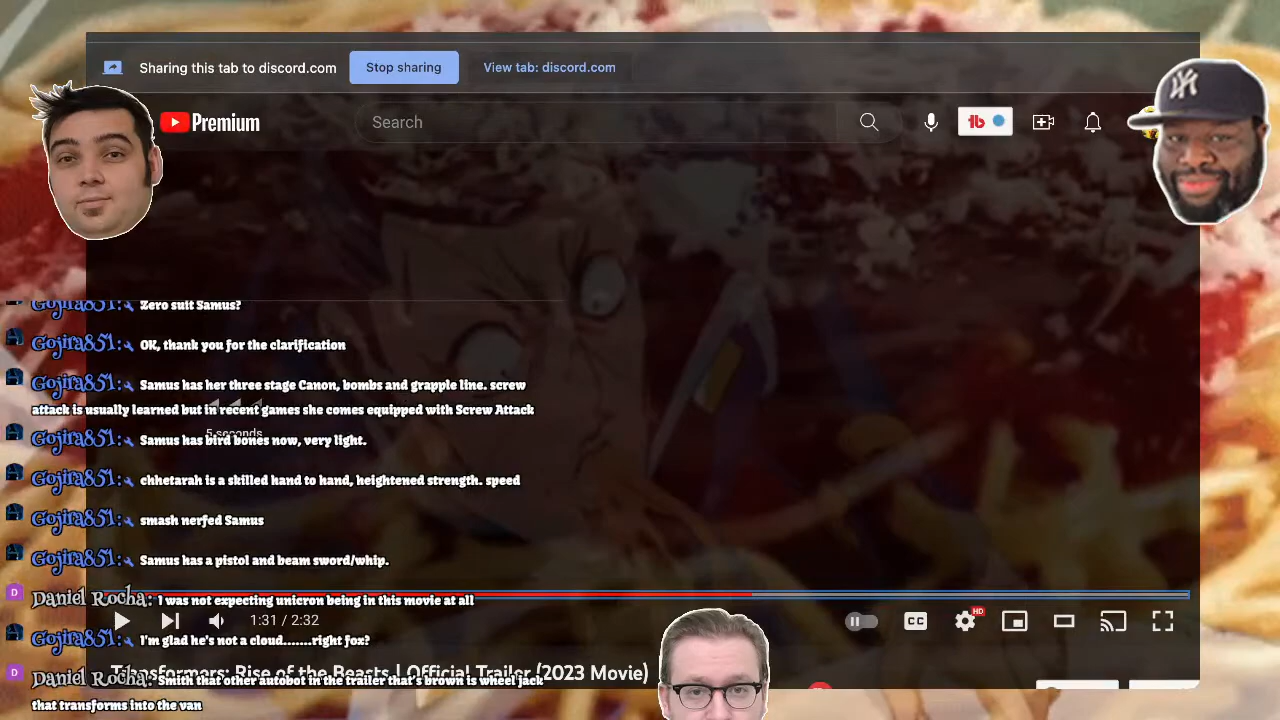 Sharing this tab to discord.com
Stop sharing
View tab: discord.com
Premium
Search
Gojira851: Zero suit Samus?
Gojira851: OK, thank you for the clarification
Gojira851: Samus has her three stage Canon, bombs and grapple line. screw
attack is usually learned but in recent games she comes equipped with Screw Attack
5 seconds
Gojira851: Samus has bird bones now, very light.
Gojira851: chhetarah is a skilled hand to hand, heightened strength. speed
Gojira851: smash nerfed Samus
Gojira851: Samus has a pistol and beam sword/whip.
D Daniel Rocha: I was not expecting unicron being in this movie at all
1:31 / 2:32
CC
HD
Gojira851: I'm glad he's not a cloud.......right fox?
Transformers: Rise of the Beasts | Official Trailer (2023 Movie)
D Daniel Rocha: Smith that other autobot in the trailer that's brown is wheel jack
that transforms into the van